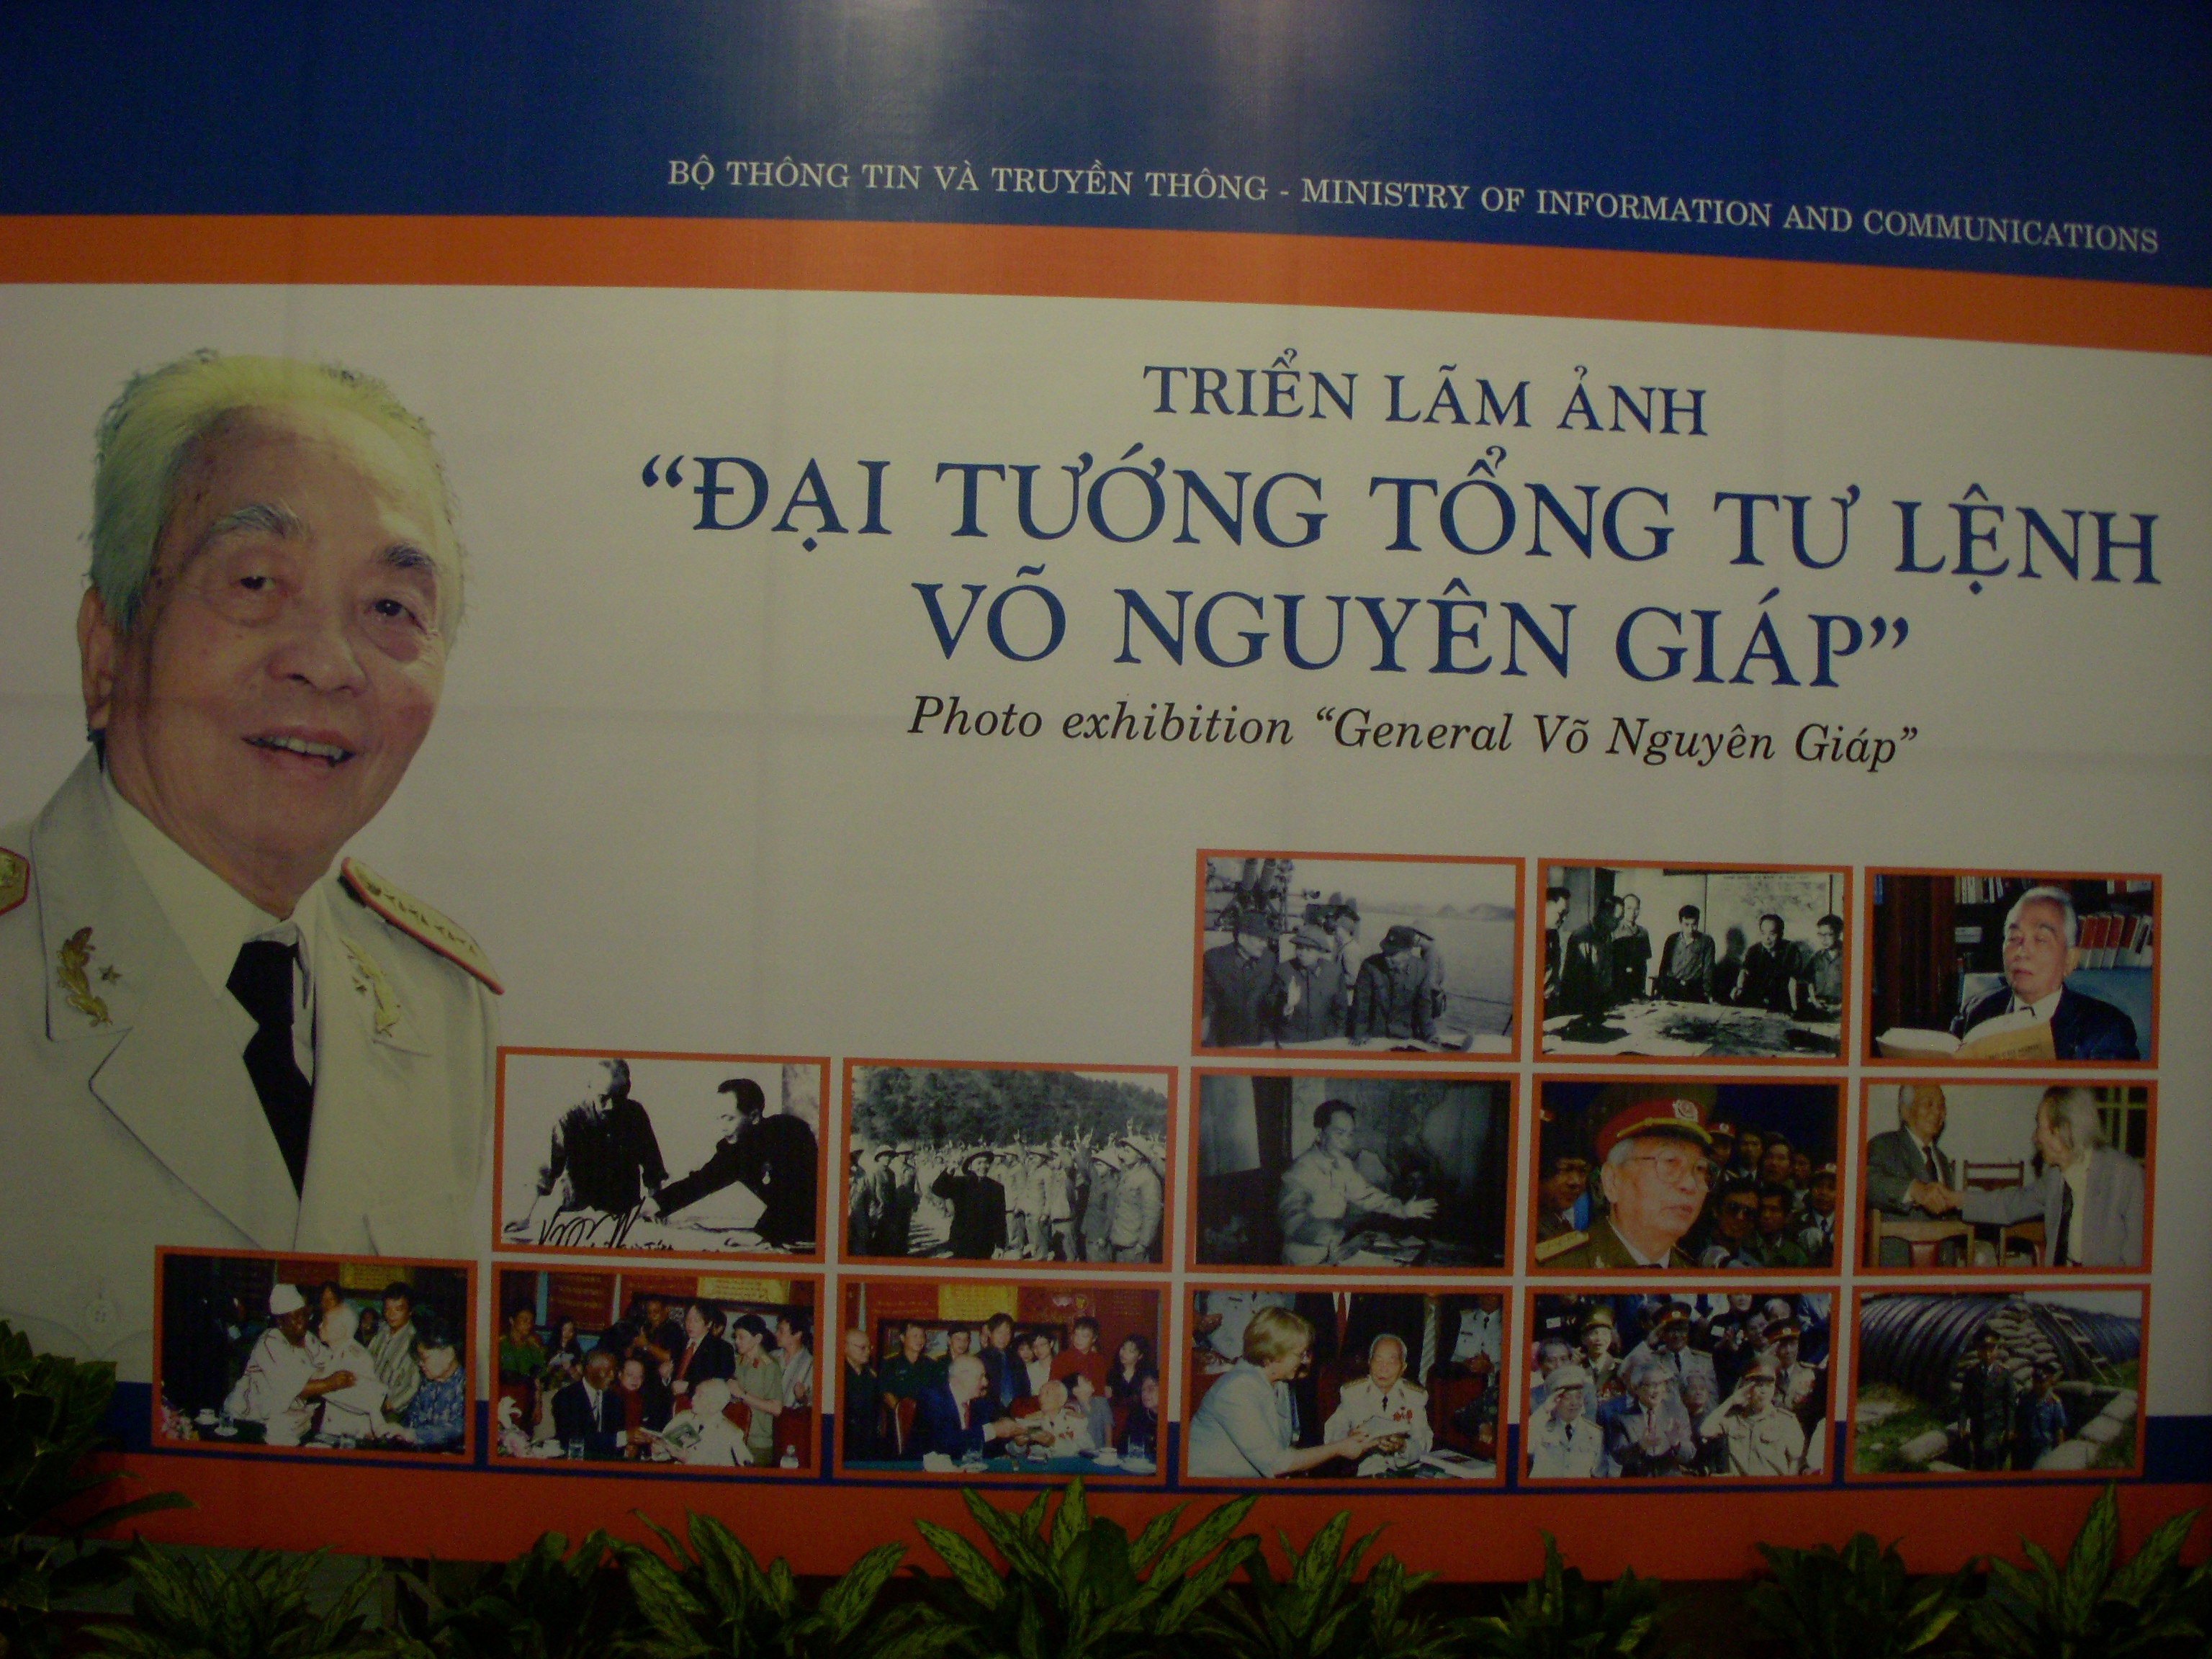 BỘ THÔNG TIN VÀ TRUYỀN THÔNG - MINISTRY OF INFORMATION AND COMMUNICATIONS
TRIỂN LÃM ẢNH
“ĐẠI TƯỚNG TỔNG TƯ LỆNH
VÕ NGUYÊN GIÁP”
Photo exhibition “General Võ Nguyên Giáp”